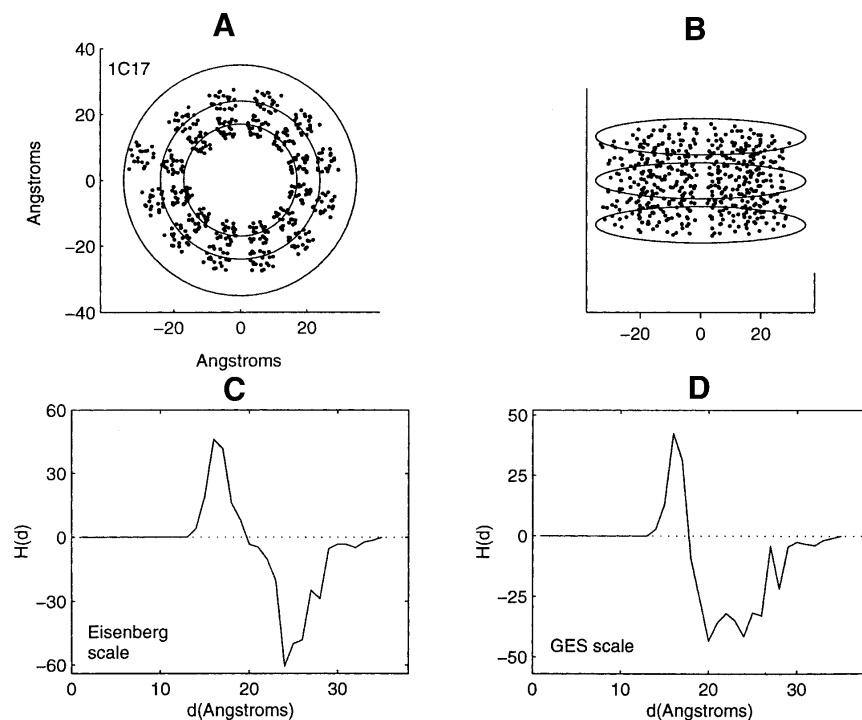 A
B
40
1C17
20
0
−20
−40
Angstroms
−20 0 20
Angstroms
−20 0 20
C
D
60
30
0
−30
−60
H(d)
Eisenberg
scale
0 10 20 30
d(Angstroms)
50
25
0
−25
−50
H(d)
GES scale
0 10 20 30
d(Angstroms)